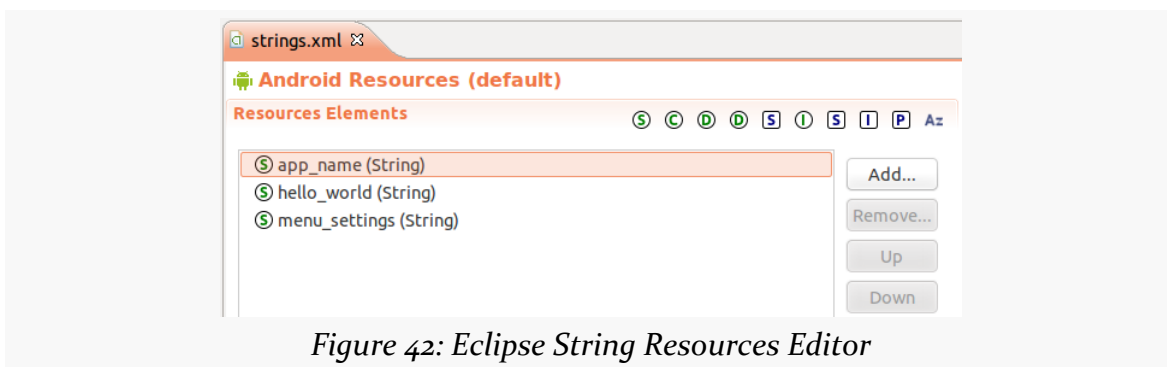 strings.xml
Android Resources (default)
Resources Elements
S C D D S I S I P Az
S app_name (String)
S hello_world (String)
S menu_settings (String)
Add...
Remove...
Up
Down
Figure 42: Eclipse String Resources Editor